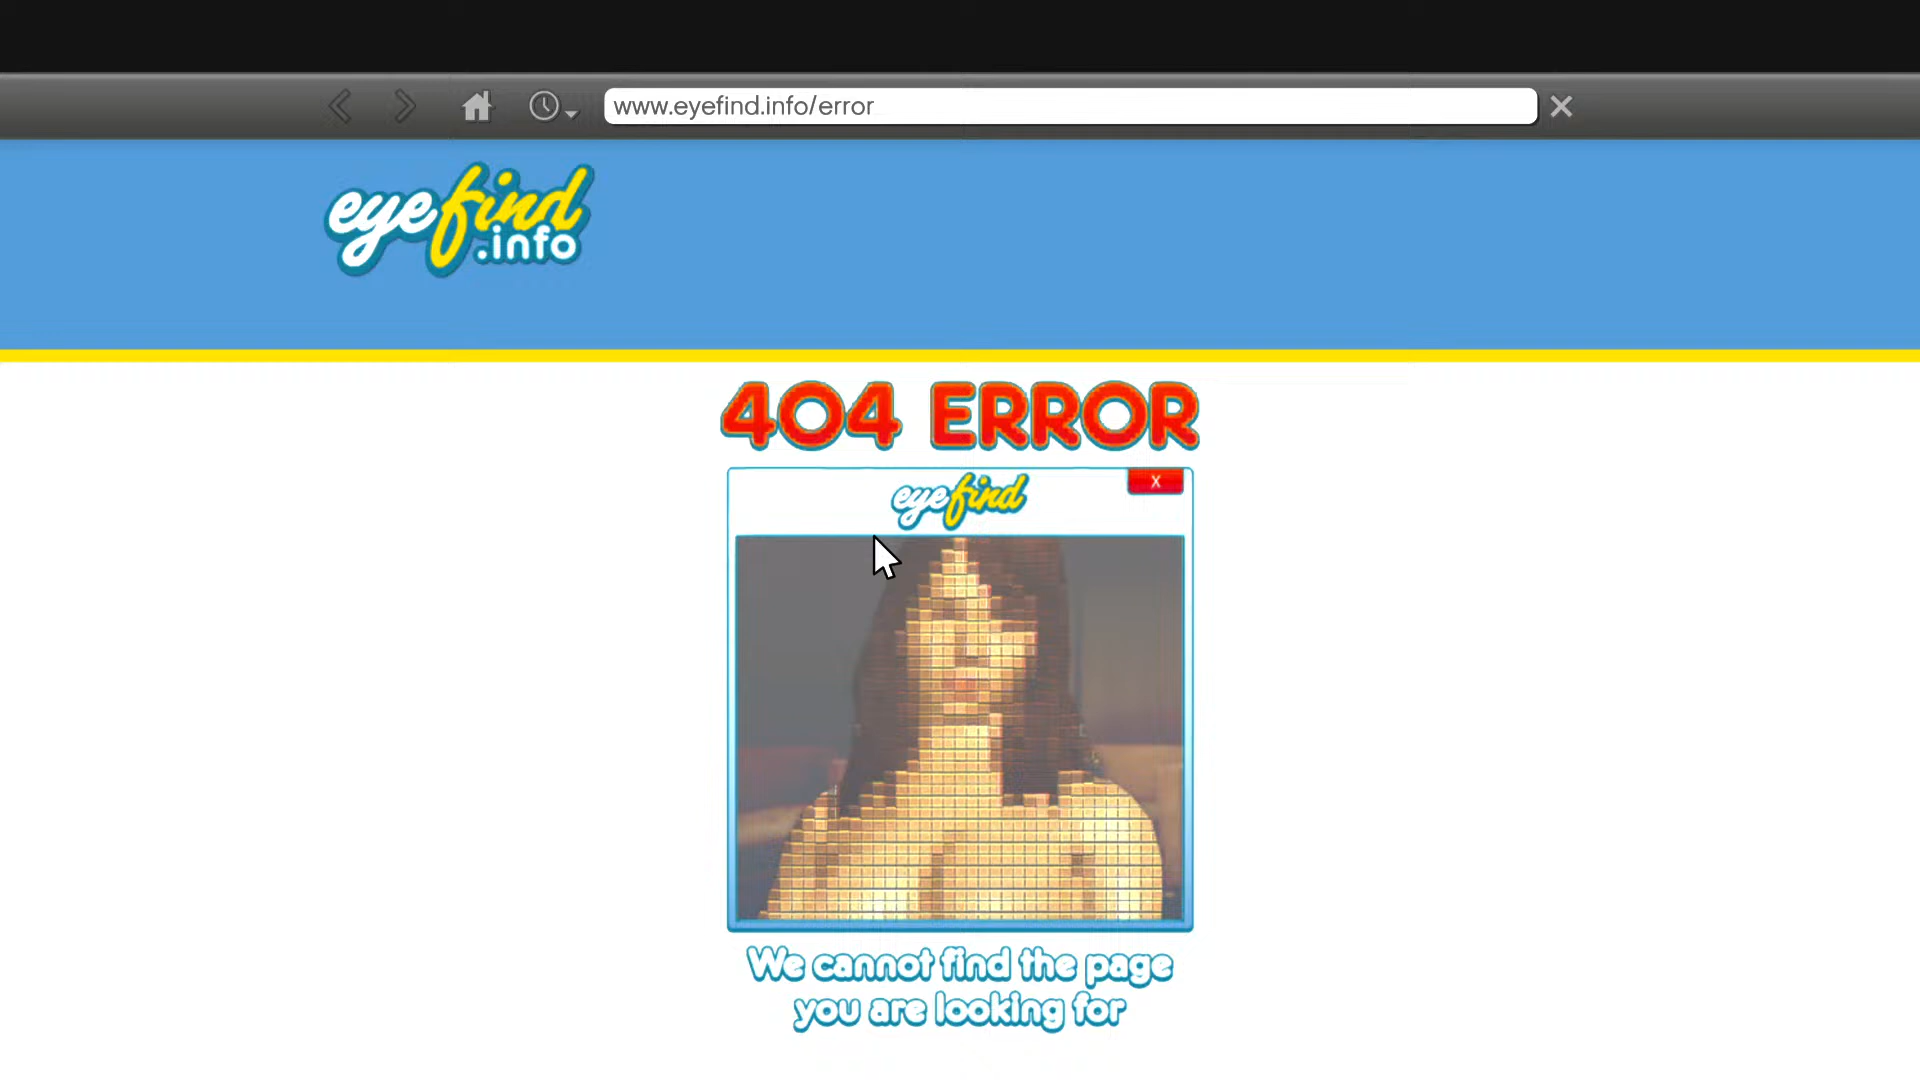 www.eyefind.info/error
eyefind
.info
404 ERROR
eyefind
X
We cannot find the page
you are looking for